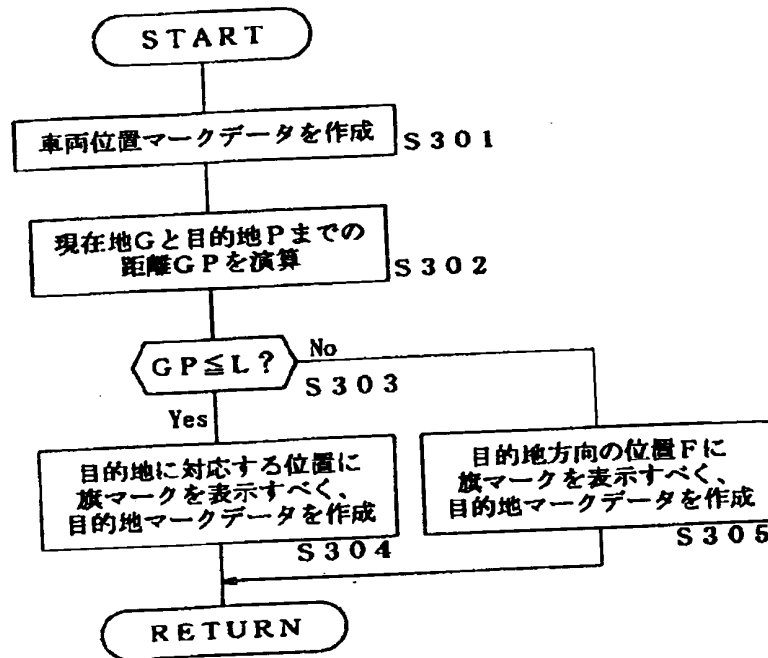 START
車両位置マークデータを作成
S301
現在地Gと目的地Pまでの
距離GPを演算
S302
GP≦L?
No
S303
Yes
目的地に対応する位置に
旗マークを表示すべく、
目的地マークデータを作成
S304
目的地方向の位置Fに
旗マークを表示すべく、
目的地マークデータを作成
S305
RETURN